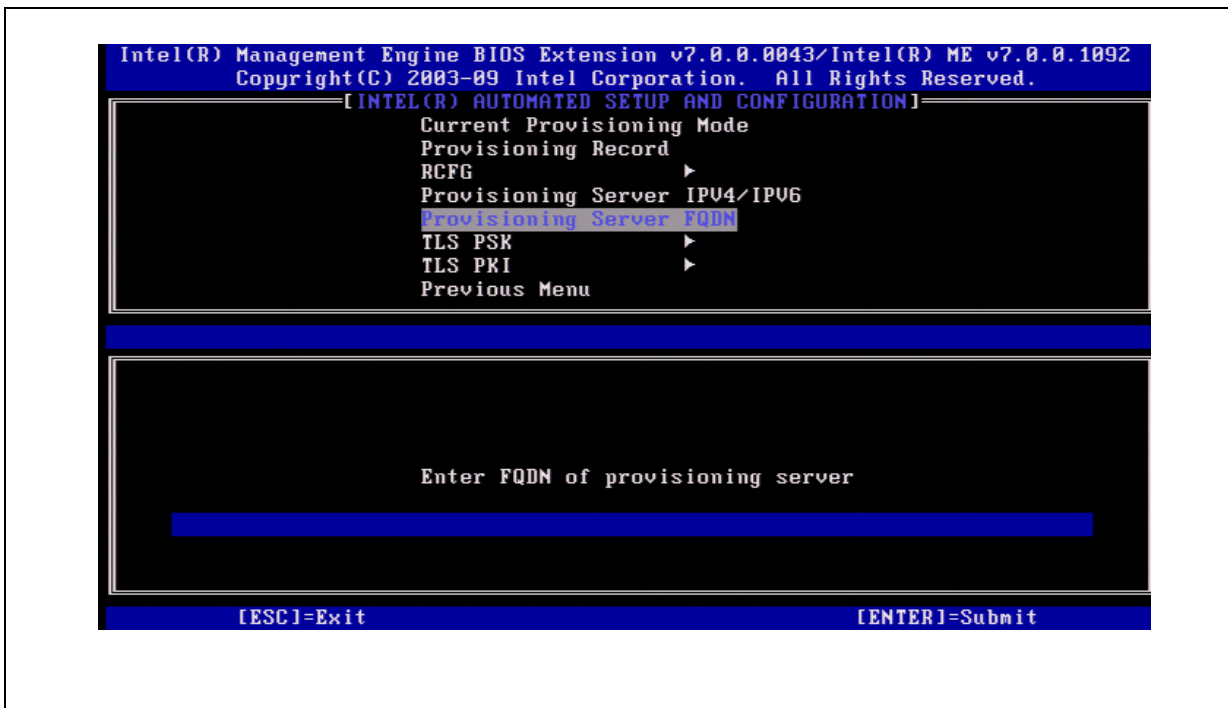 Intel(R) Management Engine BIOS Extension v7.0.0.0043/Intel(R) ME v7.0.0.1092
Copyright(C) 2003-09 Intel Corporation. All Rights Reserved.
[INTEL(R) AUTOMATED SETUP AND CONFIGURATION]
Current Provisioning Mode
Provisioning Record
RCFG ►
Provisioning Server IPV4/IPV6
Provisioning Server FQDN
TLS PSK ►
TLS PKI ►
Previous Menu
Enter FQDN of provisioning server
[ESC]=Exit [ENTER]=Submit